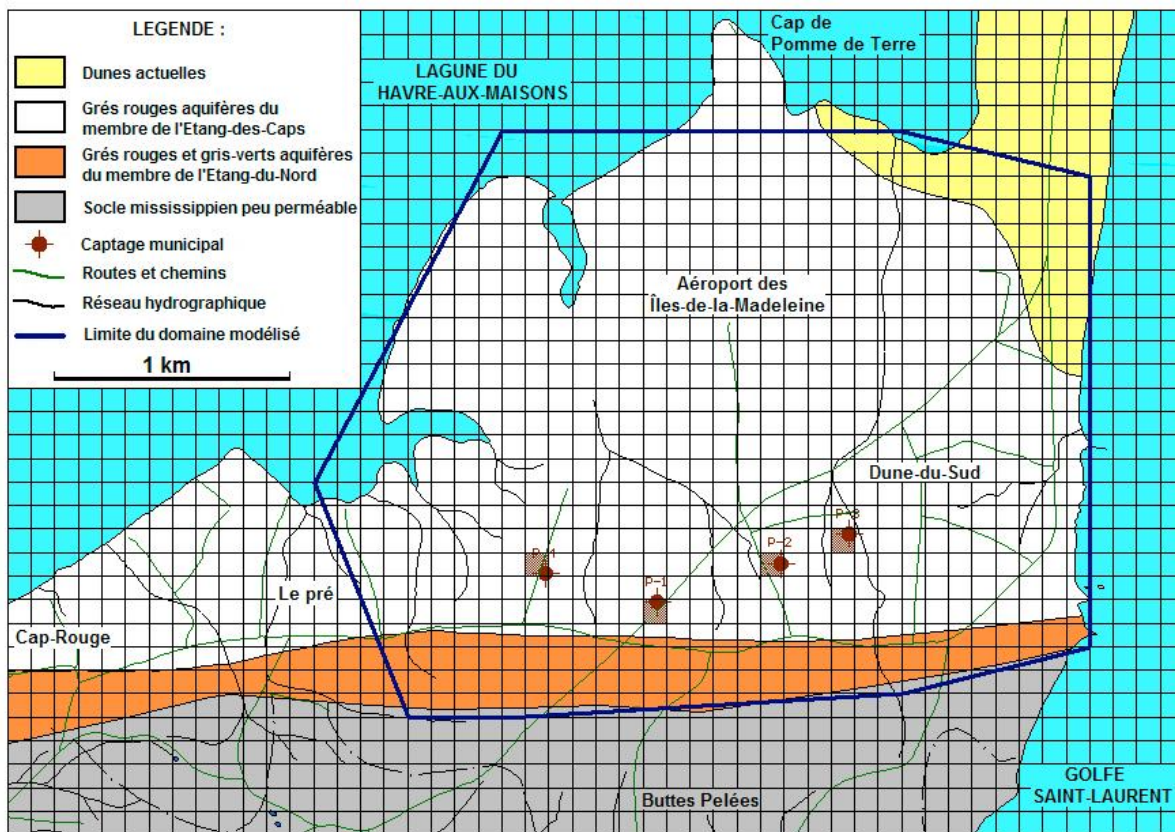 LEGENDE :
Dunes actuelles
Grés rouges aquifères du
membre de l'Etang-des-Caps
Grés rouges et gris-verts aquifères
du membre de l'Etang-du-Nord
Socle mississippien peu perméable
Captage municipal
Routes et chemins
Réseau hydrographique
Limite du domaine modélisé
1 km
Cap de
Pomme de Terre
LAGUNE DU
HAVRE-AUX-MAISONS
Aéroport des
Îles-de-la-Madeleine
Dune-du-Sud
P-3
P-2
P-4
P-1
Le pré
Cap-Rouge
Buttes Pelées
GOLFE
SAINT-LAURENT